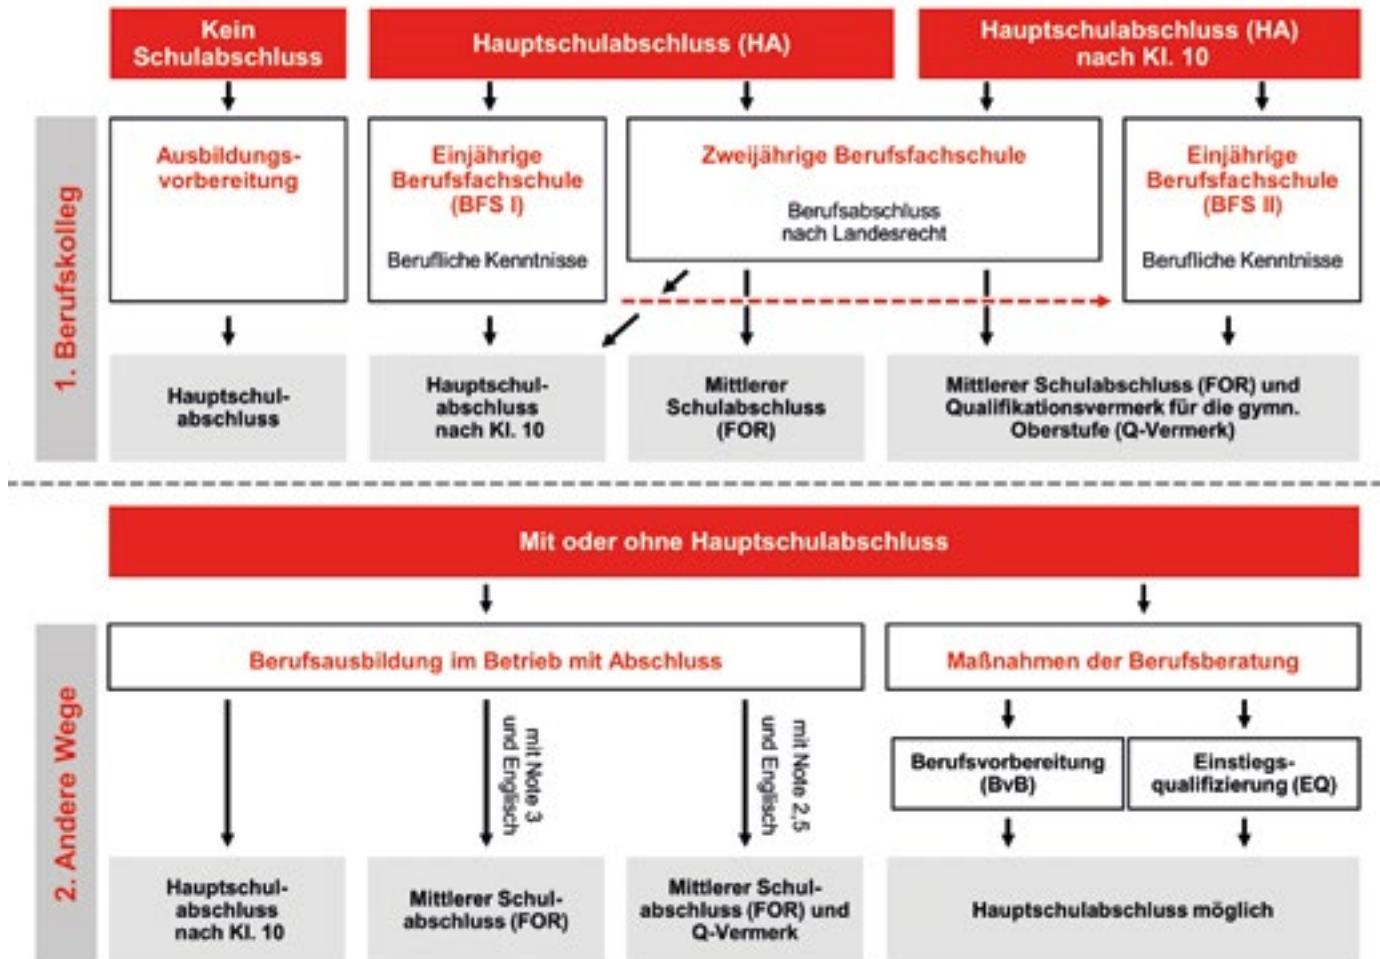 Kein
Schulabschluss
Hauptschulabschluss (HA)
Hauptschulabschluss (HA)
nach Kl. 10
1. Berufskolleg
Ausbildungs-
vorbereitung
Einjährige
Berufsfachschule
(BFS I)
Berufliche Kenntnisse
Zweijährige Berufsfachschule
Berufsabschluss
nach Landesrecht
Einjährige
Berufsfachschule
(BFS II)
Berufliche Kenntnisse
Hauptschul-
abschluss
Hauptschul-
abschluss
nach Kl. 10
Mittlerer
Schulabschluss
(FOR)
Mittlerer Schulabschluss (FOR) und
Qualifikationsvermerk für die gymn.
Oberstufe (Q-Vermerk)
Mit oder ohne Hauptschulabschluss
2. Andere Wege
Berufsausbildung im Betrieb mit Abschluss
Maßnahmen der Berufsberatung
mit Note 3
und Englisch
mit Note 2,5
und Englisch
Berufsvorbereitung
(BvB)
Einstiegs-
qualifizierung (EQ)
Hauptschul-
abschluss
nach Kl. 10
Mittlerer Schul-
abschluss (FOR)
Mittlerer Schul-
abschluss (FOR) und
Q-Vermerk
Hauptschulabschluss möglich